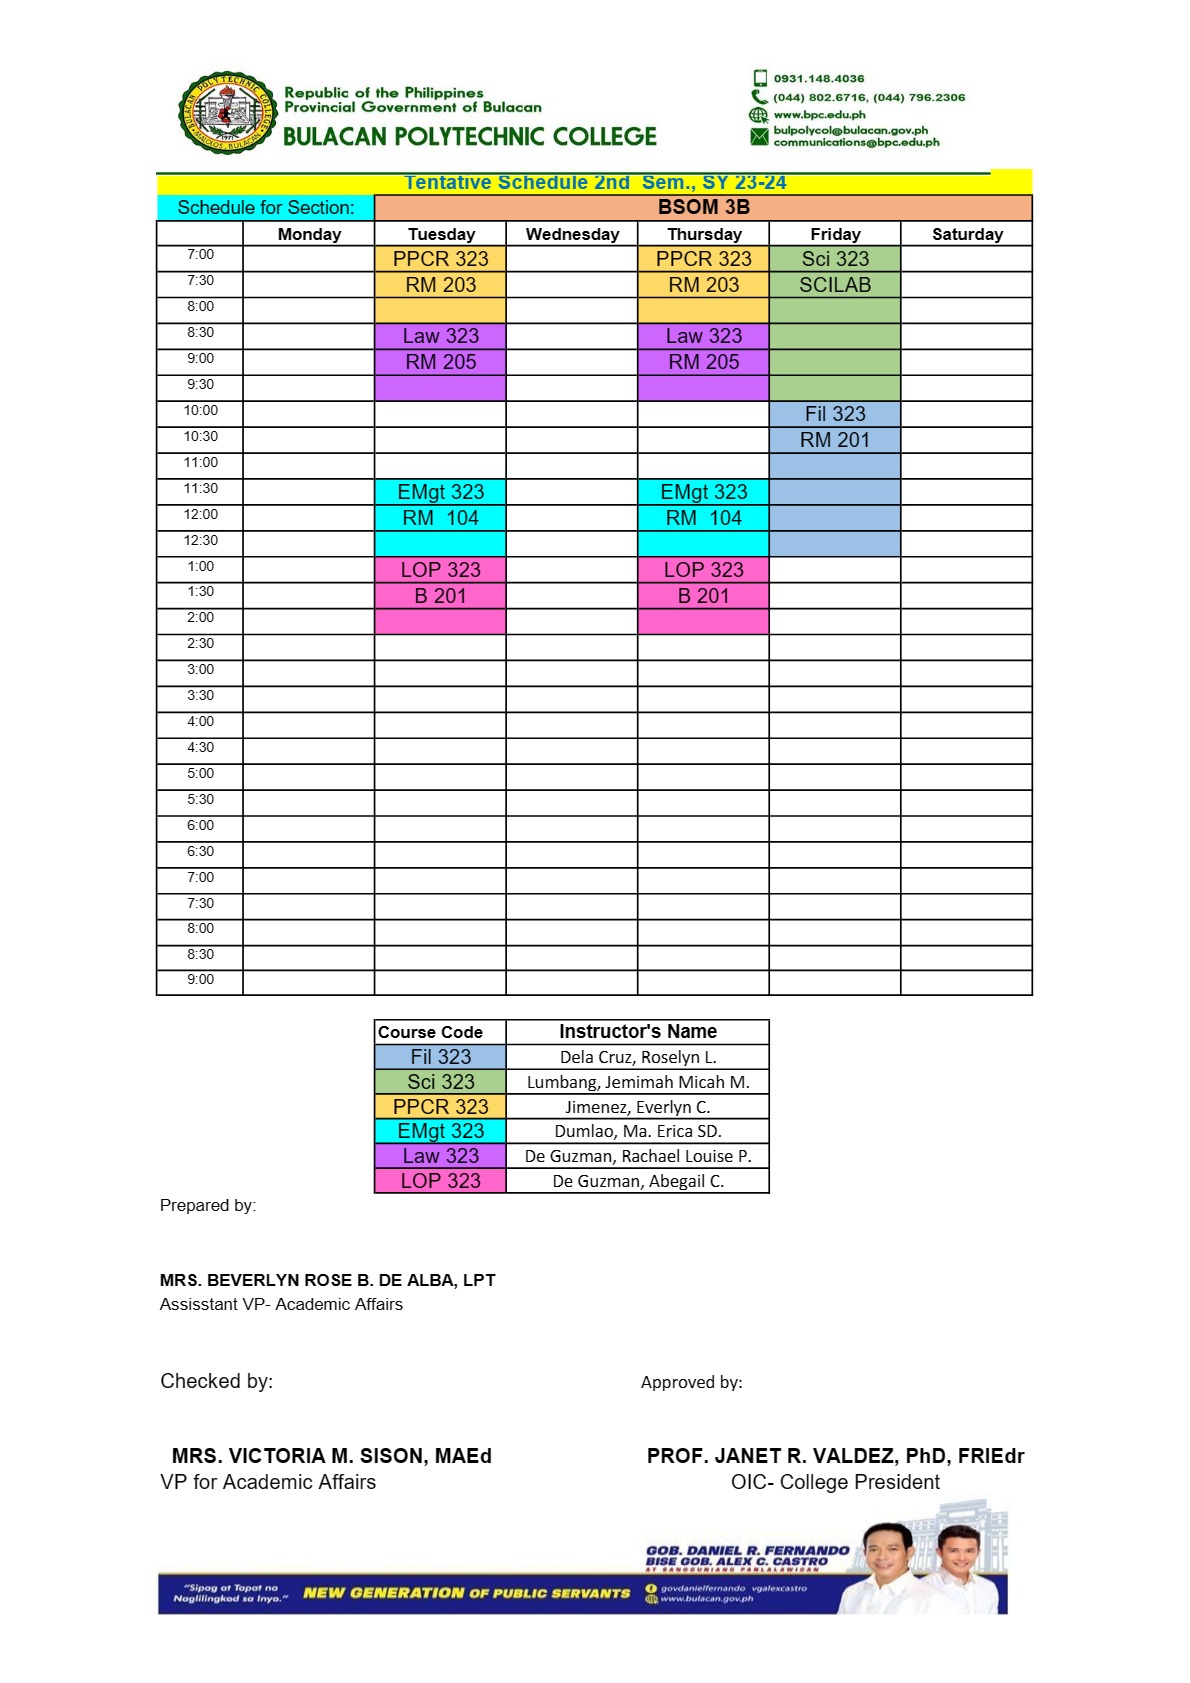 BULACAN POLYTECHNIC COLLEGE
MALOLOS, BULACAN
1971
Republic of the Philippines
Provincial Government of Bulacan
BULACAN POLYTECHNIC COLLEGE
0931.148.4036
(044) 802.6716, (044) 796.2306
www.bpc.edu.ph
bulpolycol@bulacan.gov.ph
communications@bpc.edu.ph
Tentative Schedule 2nd Sem., SY 23-24
Schedule for Section: BSOM 3B
Monday Tuesday Wednesday Thursday Friday Saturday
7:00 PPCR 323 PPCR 323 Sci 323
7:30 RM 203 RM 203 SCILAB
8:00
8:30 Law 323 Law 323
9:00 RM 205 RM 205
9:30
10:00 Fil 323
10:30 RM 201
11:00
11:30 EMgt 323 EMgt 323
12:00 RM 104 RM 104
12:30
1:00 LOP 323 LOP 323
1:30 B 201 B 201
2:00
2:30
3:00
3:30
4:00
4:30
5:00
5:30
6:00
6:30
7:00
7:30
8:00
8:30
9:00
Course Code Instructor's Name
Fil 323 Dela Cruz, Roselyn L.
Sci 323 Lumbang, Jemimah Micah M.
PPCR 323 Jimenez, Everlyn C.
EMgt 323 Dumlao, Ma. Erica SD.
Law 323 De Guzman, Rachael Louise P.
LOP 323 De Guzman, Abegail C.
Prepared by:
MRS. BEVERLYN ROSE B. DE ALBA, LPT
Assisstant VP- Academic Affairs
Checked by: Approved by:
MRS. VICTORIA M. SISON, MAEd PROF. JANET R. VALDEZ, PhD, FRIEdr
VP for Academic Affairs OIC- College President
GOB. DANIEL R. FERNANDO
BISE GOB. ALEX C. CASTRO
AT SANGGUNIANG PANLALAWIGAN
"Sipag at Tapat na
Naglilingkod sa Inyo."
NEW GENERATION OF PUBLIC SERVANTS
govdanielfernando vgalexcastro
www.bulacan.gov.ph